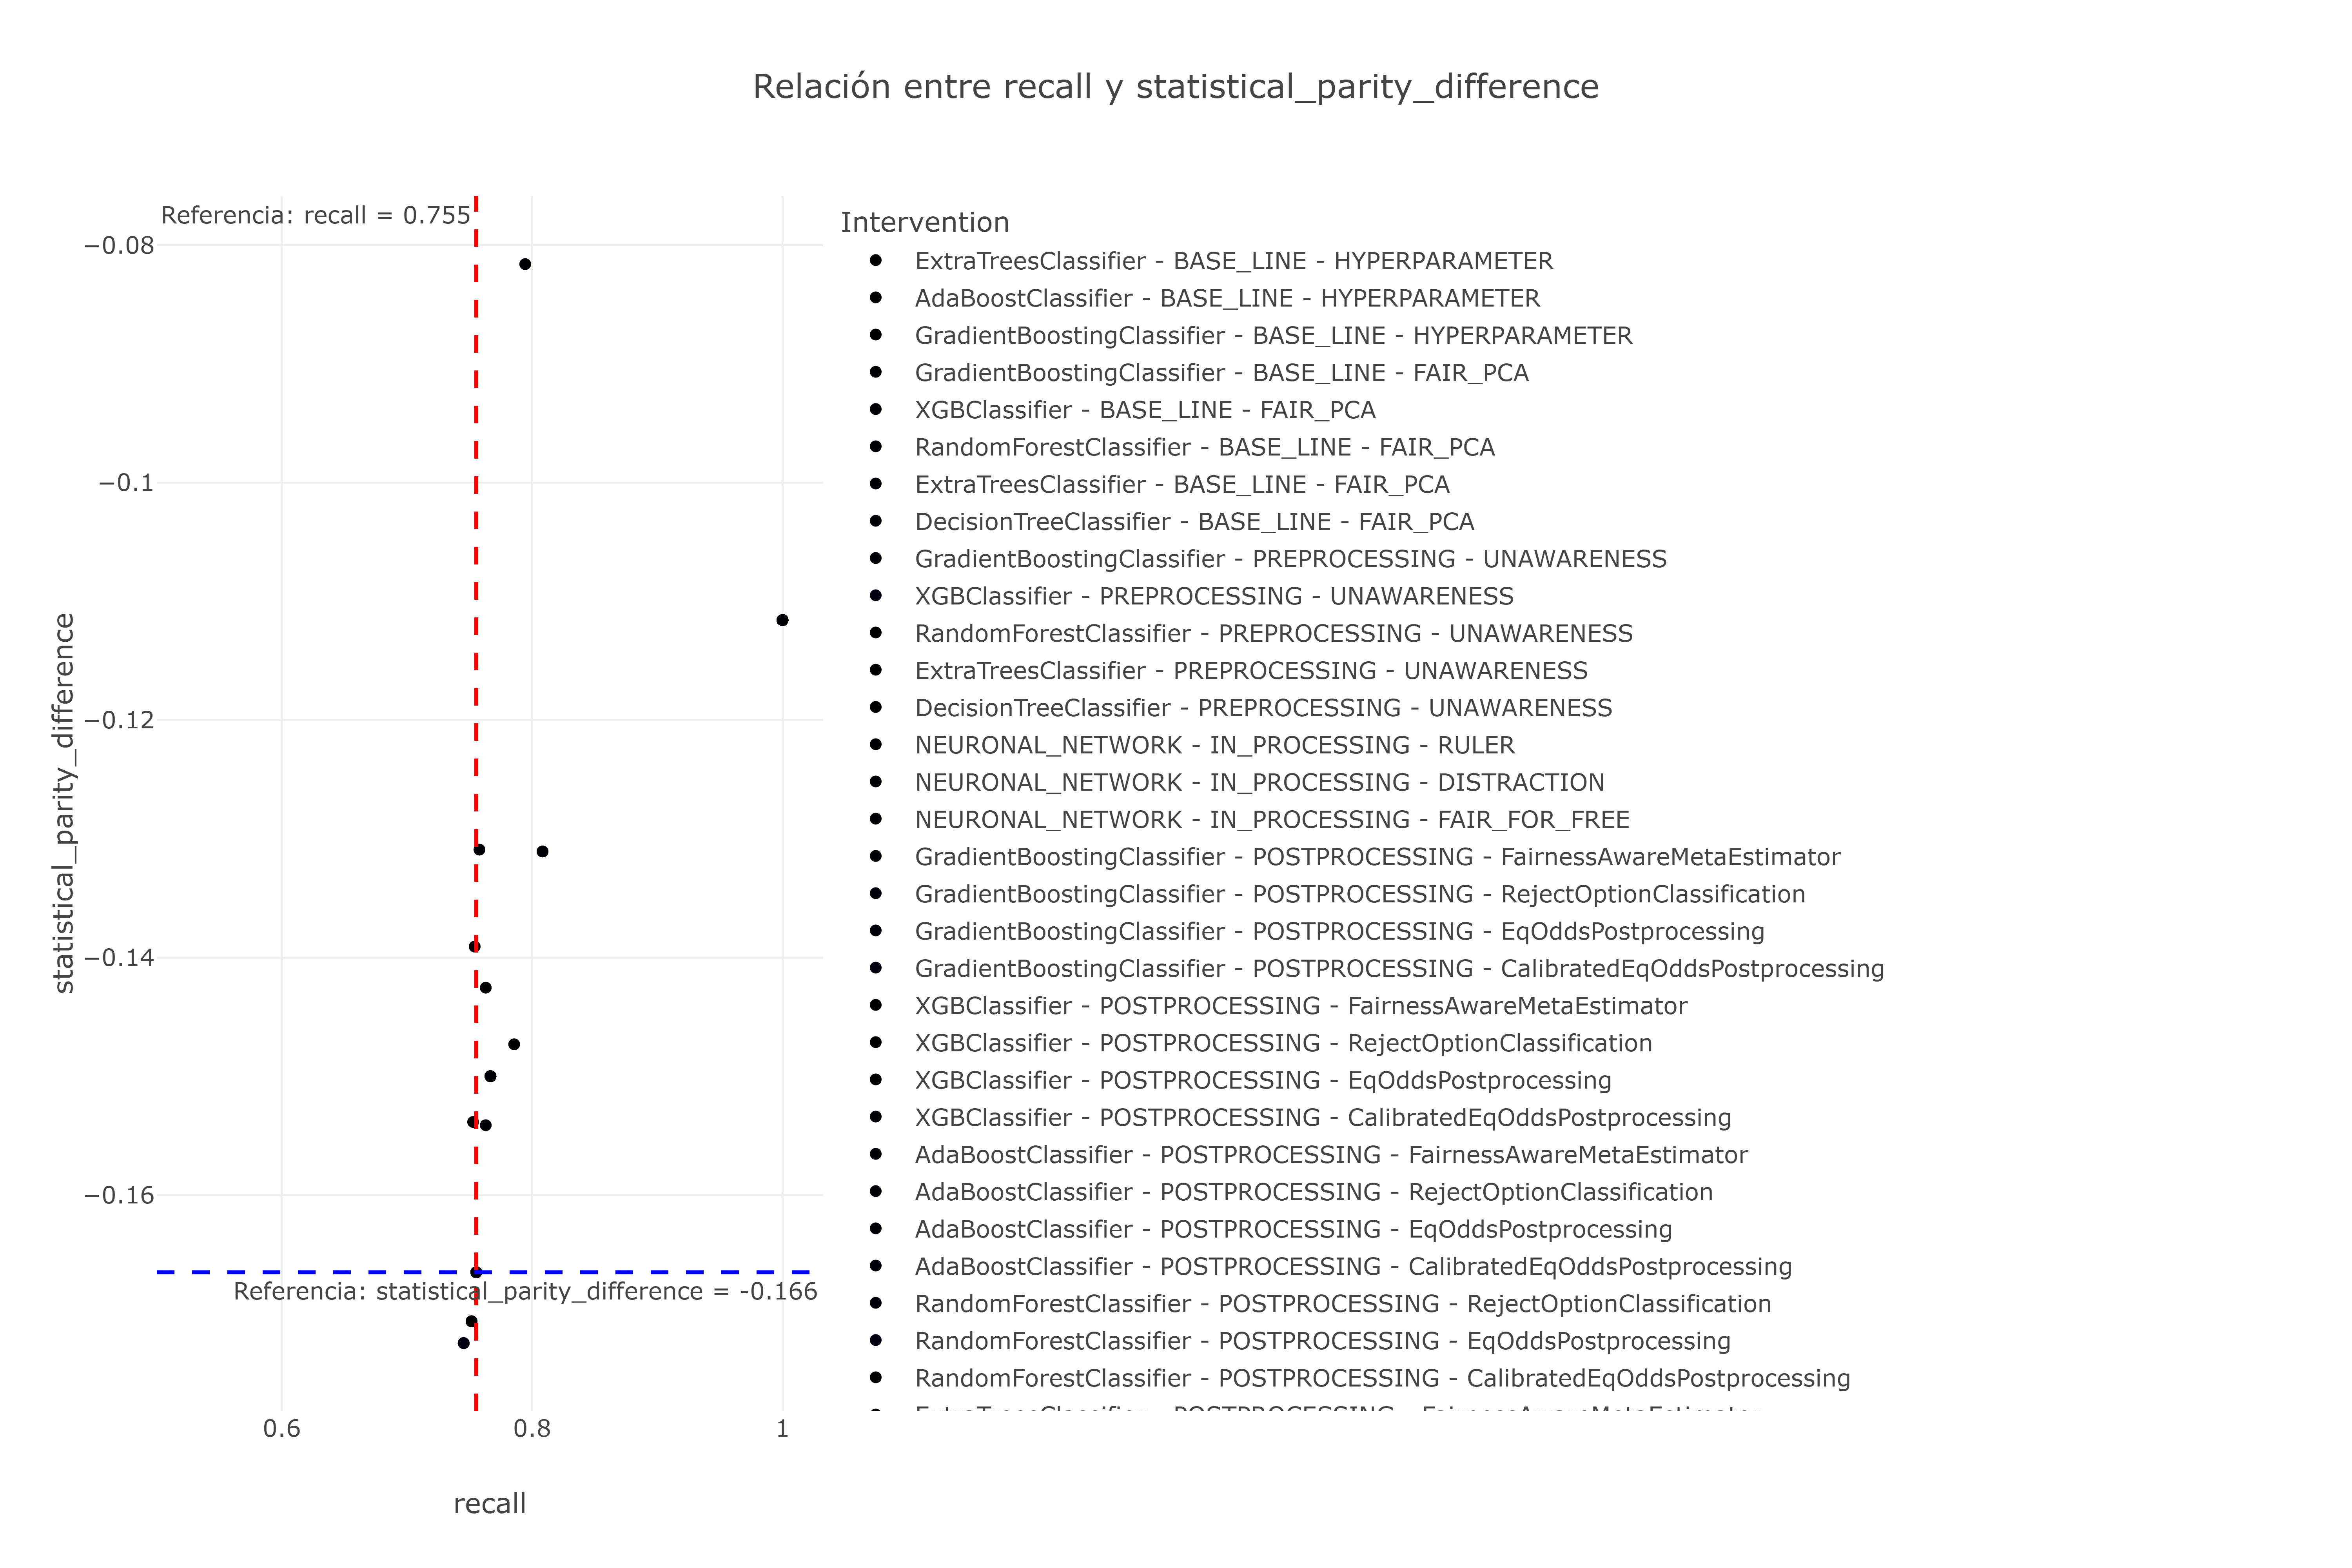 Relación entre recall y statistical_parity_difference
Referencia: recall = 0.755
−0.08
−0.1
−0.12
−0.14
−0.16
statistical_parity_difference
Referencia: statistical_parity_difference = -0.166
0.6
0.8
1
recall
Intervention
ExtraTreesClassifier - BASE_LINE - HYPERPARAMETER
AdaBoostClassifier - BASE_LINE - HYPERPARAMETER
GradientBoostingClassifier - BASE_LINE - HYPERPARAMETER
GradientBoostingClassifier - BASE_LINE - FAIR_PCA
XGBClassifier - BASE_LINE - FAIR_PCA
RandomForestClassifier - BASE_LINE - FAIR_PCA
ExtraTreesClassifier - BASE_LINE - FAIR_PCA
DecisionTreeClassifier - BASE_LINE - FAIR_PCA
GradientBoostingClassifier - PREPROCESSING - UNAWARENESS
XGBClassifier - PREPROCESSING - UNAWARENESS
RandomForestClassifier - PREPROCESSING - UNAWARENESS
ExtraTreesClassifier - PREPROCESSING - UNAWARENESS
DecisionTreeClassifier - PREPROCESSING - UNAWARENESS
NEURONAL_NETWORK - IN_PROCESSING - RULER
NEURONAL_NETWORK - IN_PROCESSING - DISTRACTION
NEURONAL_NETWORK - IN_PROCESSING - FAIR_FOR_FREE
GradientBoostingClassifier - POSTPROCESSING - FairnessAwareMetaEstimator
GradientBoostingClassifier - POSTPROCESSING - RejectOptionClassification
GradientBoostingClassifier - POSTPROCESSING - EqOddsPostprocessing
GradientBoostingClassifier - POSTPROCESSING - CalibratedEqOddsPostprocessing
XGBClassifier - POSTPROCESSING - FairnessAwareMetaEstimator
XGBClassifier - POSTPROCESSING - RejectOptionClassification
XGBClassifier - POSTPROCESSING - EqOddsPostprocessing
XGBClassifier - POSTPROCESSING - CalibratedEqOddsPostprocessing
AdaBoostClassifier - POSTPROCESSING - FairnessAwareMetaEstimator
AdaBoostClassifier - POSTPROCESSING - RejectOptionClassification
AdaBoostClassifier - POSTPROCESSING - EqOddsPostprocessing
AdaBoostClassifier - POSTPROCESSING - CalibratedEqOddsPostprocessing
RandomForestClassifier - POSTPROCESSING - RejectOptionClassification
RandomForestClassifier - POSTPROCESSING - EqOddsPostprocessing
RandomForestClassifier - POSTPROCESSING - CalibratedEqOddsPostprocessing